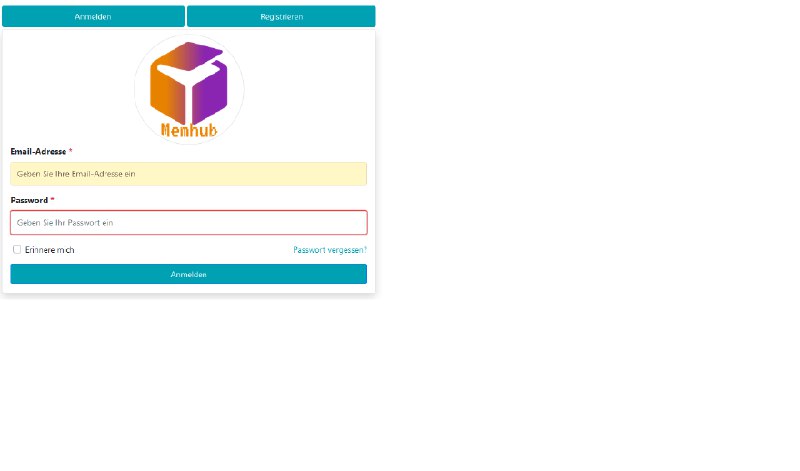 Anmelden
Registrieren
Memhub
Email-Adresse *
Geben Sie Ihre Email-Adresse ein
Password *
Geben Sie Ihr Passwort ein
Erinnere mich
Passwort vergessen?
Anmelden